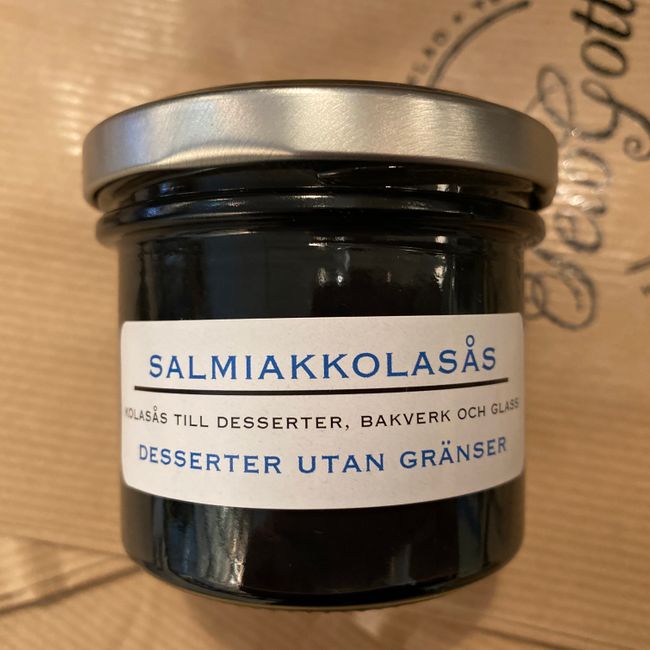 SALMIAKKOLASÅS
KOLASÅS TILL DESSERTER, BAKVERK OCH GLASS
DESSERTER UTAN GRÄNSER